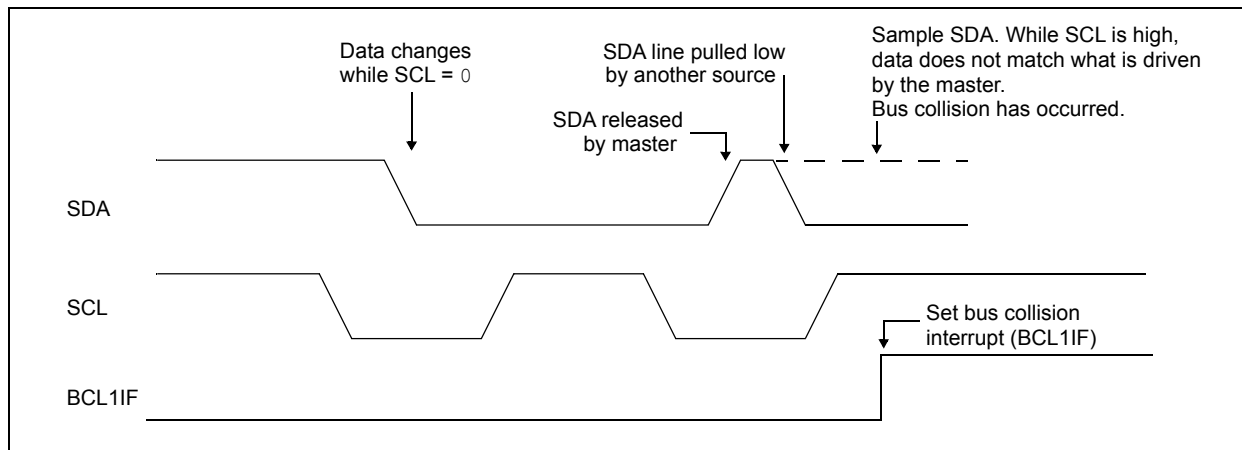 Data changes
while SCL = 0
SDA line pulled low
by another source
SDA released
by master
Sample SDA. While SCL is high,
data does not match what is driven
by the master.
Bus collision has occurred.
SDA
SCL
Set bus collision
interrupt (BCL1IF)
BCL1IF